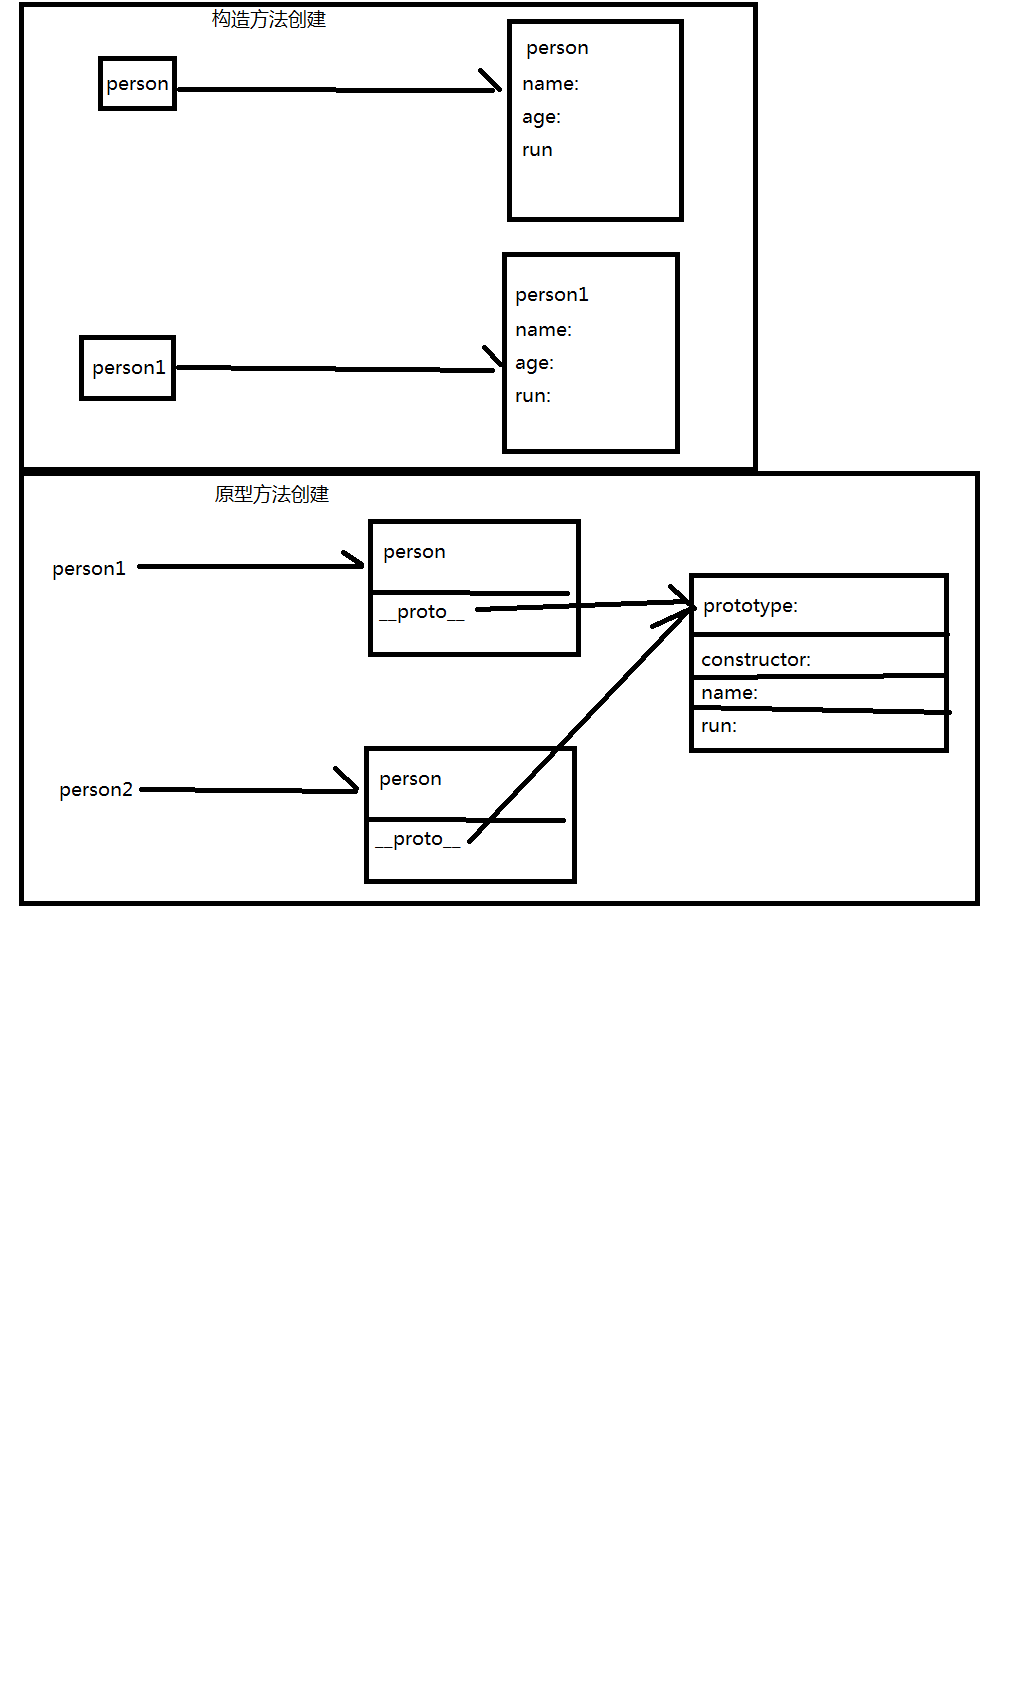 构造方法创建
person
person
name:
age:
run
person1
person1
name:
age:
run:
原型方法创建
person1
person
__proto__
prototype:
constructor:
name:
run:
person2
person
__proto__